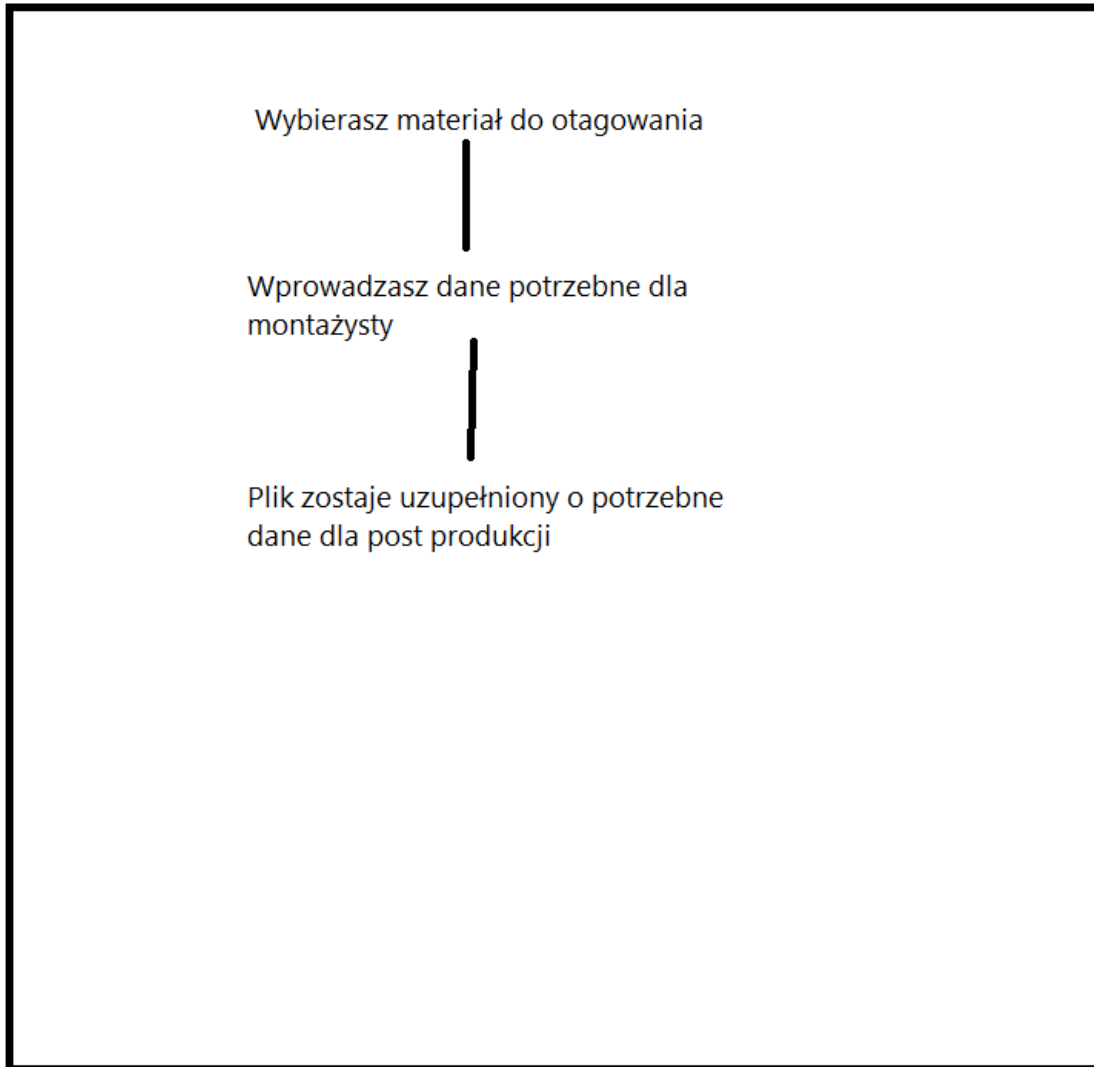 Wybierasz materiał do otagowania
Wprowadzasz dane potrzebne dla
montażysty
Plik zostaje uzupełniony o potrzebne
dane dla post produkcji